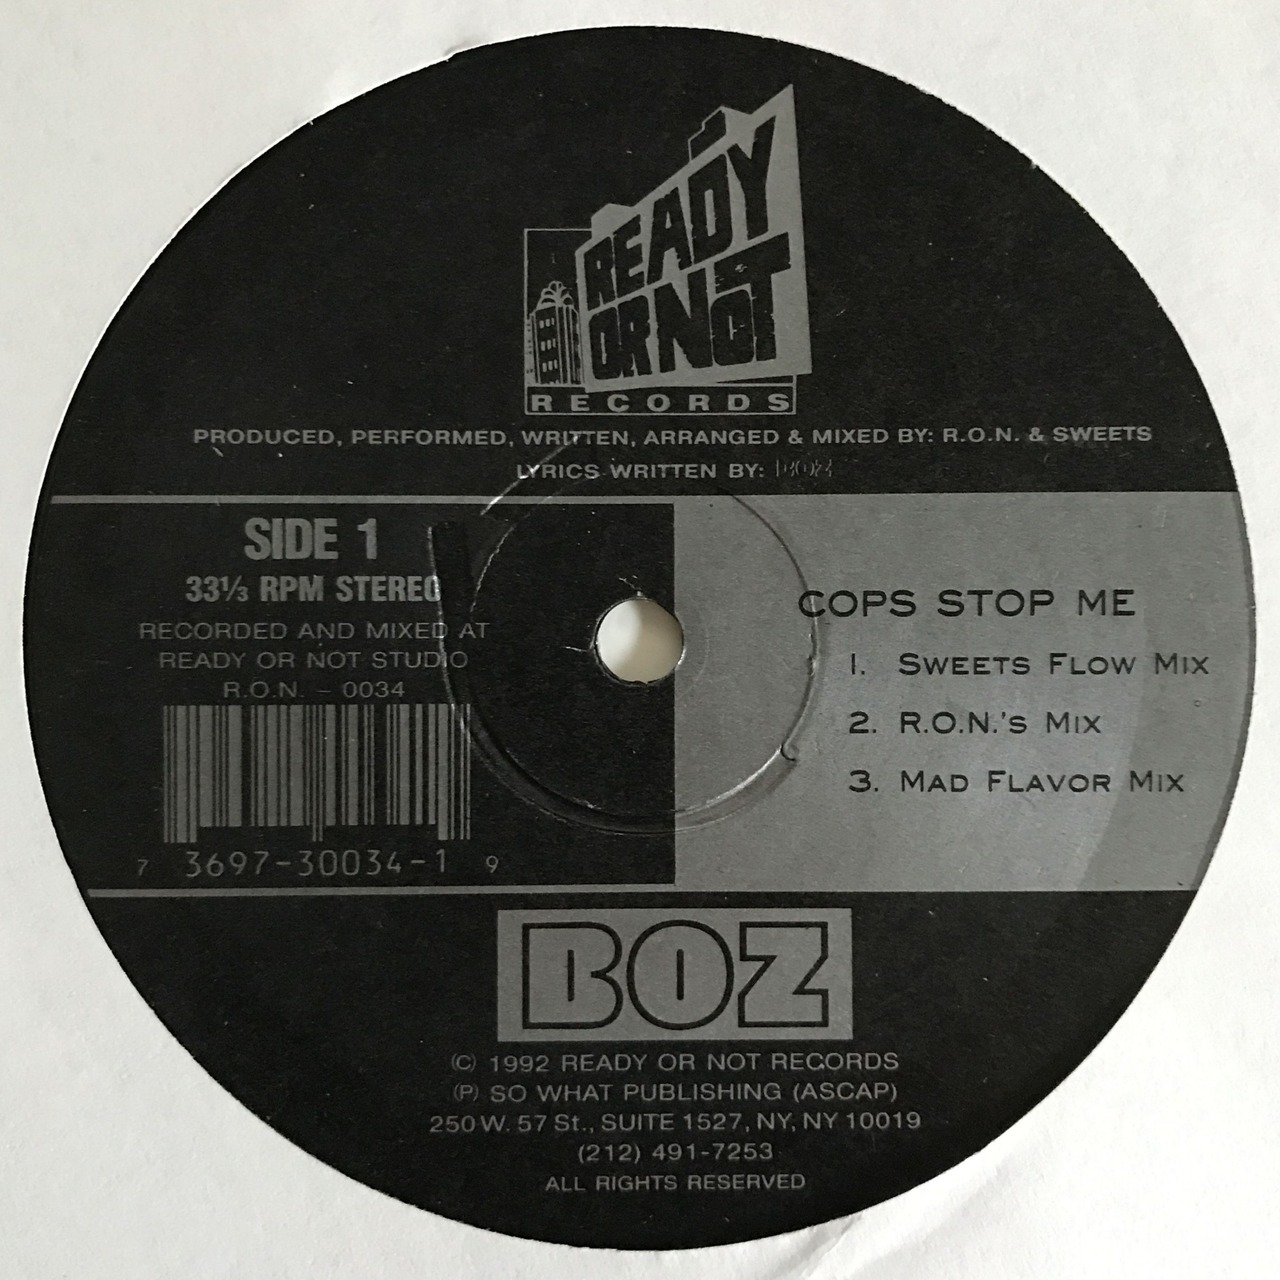 READY
OR NOT
RECORDS
PRODUCED, PERFORMED, WRITTEN, ARRANGED & MIXED BY: R.O.N. & SWEETS
LYRICS WRITTEN BY: BOZ
SIDE 1
33⅓ RPM STEREO
RECORDED AND MIXED AT
READY OR NOT STUDIO
R.O.N. - 0034
7 3697-30034-1 9
COPS STOP ME
1. SWEETS FLOW MIX
2. R.O.N.'S MIX
3. MAD FLAVOR MIX
BOZ
© 1992 READY OR NOT RECORDS
℗ SO WHAT PUBLISHING (ASCAP)
250 W. 57 St., SUITE 1527, NY, NY 10019
(212) 491-7253
ALL RIGHTS RESERVED